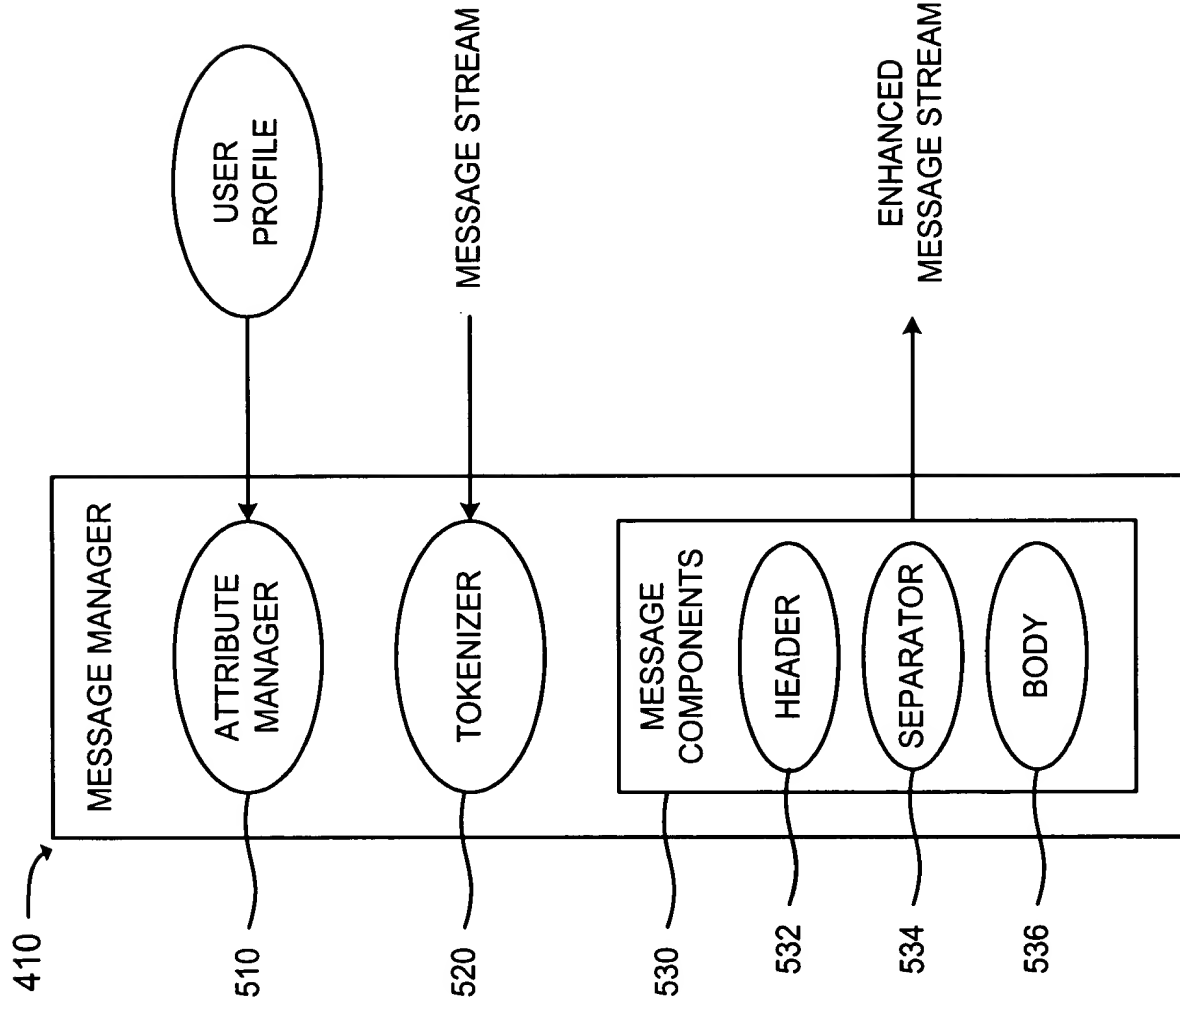 410
MESSAGE MANAGER
510
ATTRIBUTE
MANAGER
USER
PROFILE
520
TOKENIZER
MESSAGE STREAM
530
MESSAGE
COMPONENTS
532
HEADER
534
SEPARATOR
ENHANCED
MESSAGE STREAM
536
BODY